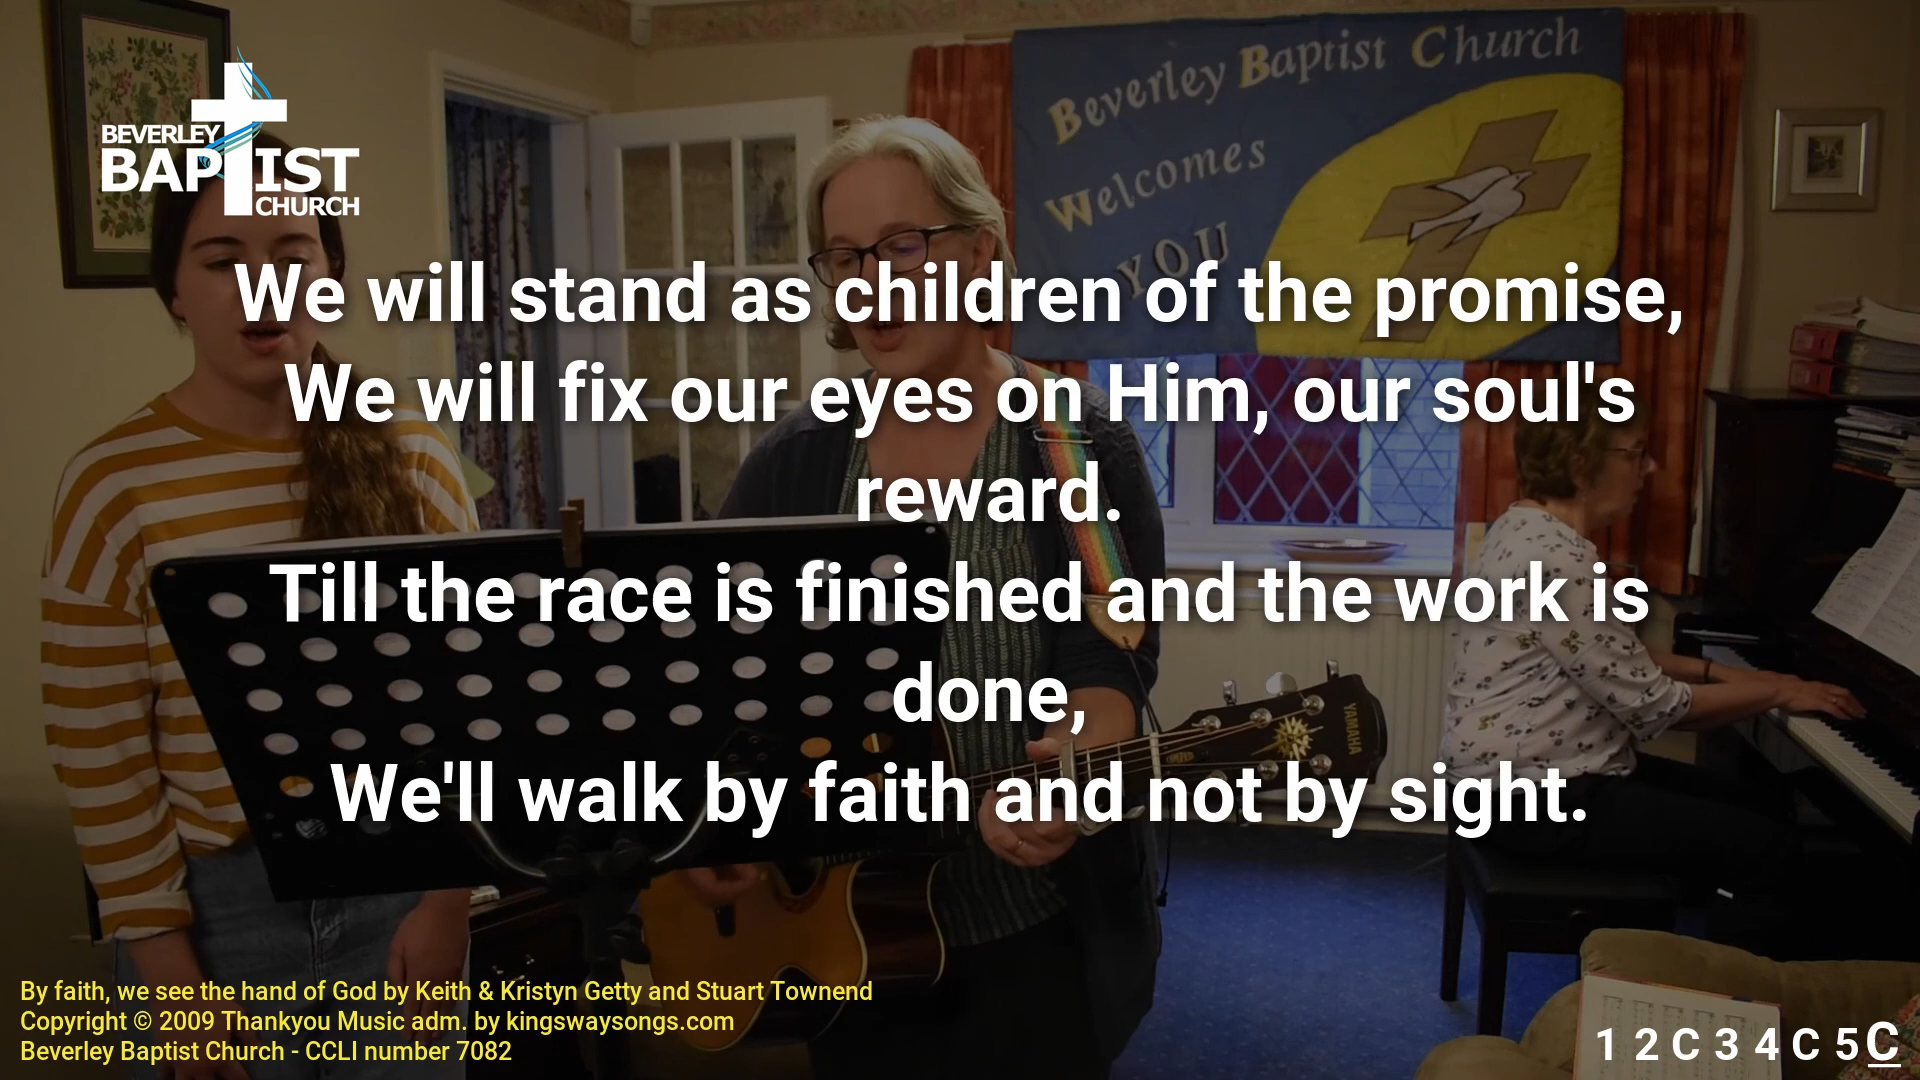 BEVERLEY
BAPTIST
CHURCH
Beverley Baptist Church
Welcomes
YOU
We will stand as children of the promise,
We will fix our eyes on Him, our soul's
reward.
Till the race is finished and the work is
done,
We'll walk by faith and not by sight.
YAMAHA
By faith, we see the hand of God by Keith & Kristyn Getty and Stuart Townend
Copyright © 2009 Thankyou Music adm. by kingswaysongs.com
Beverley Baptist Church - CCLI number 7082
1 2 C 3 4 C 5 C